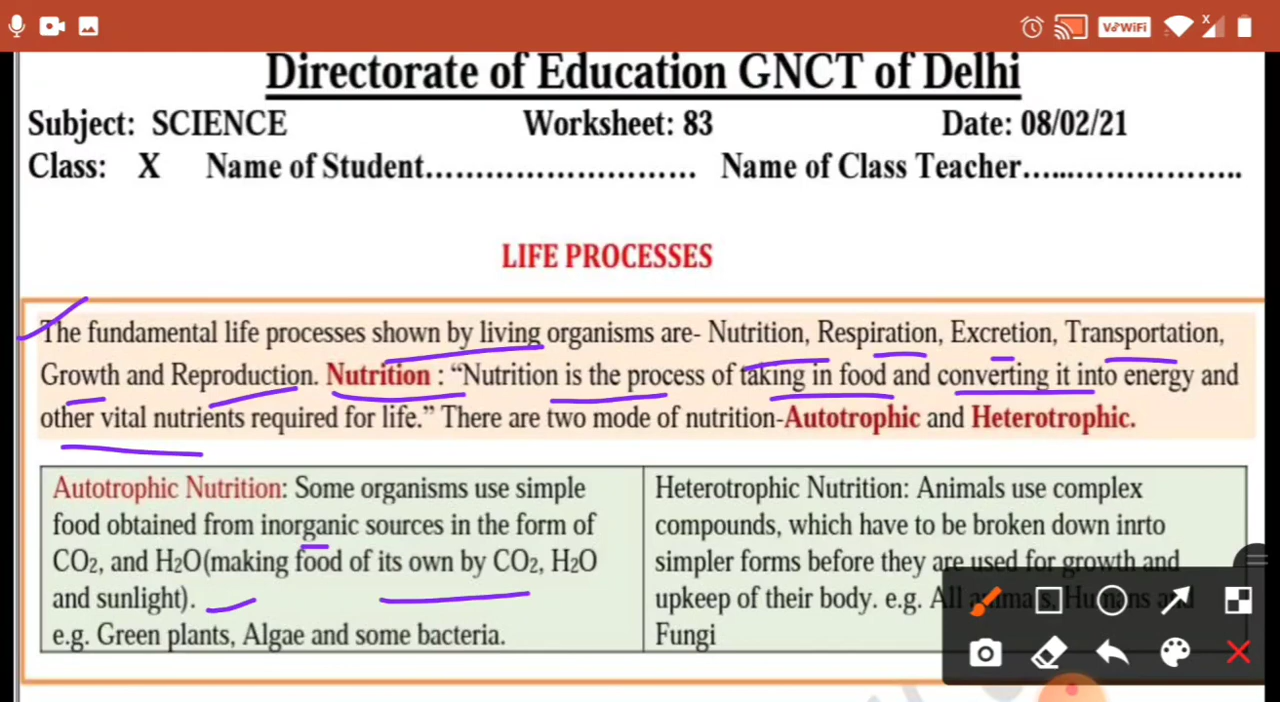 Vo WiFi
Directorate of Education GNCT of Delhi
Subject: SCIENCE Worksheet: 83 Date: 08/02/21
Class: X Name of Student........................... Name of Class Teacher......................
LIFE PROCESSES
The fundamental life processes shown by living organisms are- Nutrition, Respiration, Excretion, Transportation,
Growth and Reproduction. Nutrition : “Nutrition is the process of taking in food and converting it into energy and
other vital nutrients required for life.” There are two mode of nutrition-Autotrophic and Heterotrophic.
Autotrophic Nutrition: Some organisms use simple
food obtained from inorganic sources in the form of
CO2, and H2O(making food of its own by CO2, H2O
and sunlight).
e.g. Green plants, Algae and some bacteria.
Heterotrophic Nutrition: Animals use complex
compounds, which have to be broken down inrto
simpler forms before they are used for growth and
upkeep of their body. e.g. All animals, Humans and
Fungi